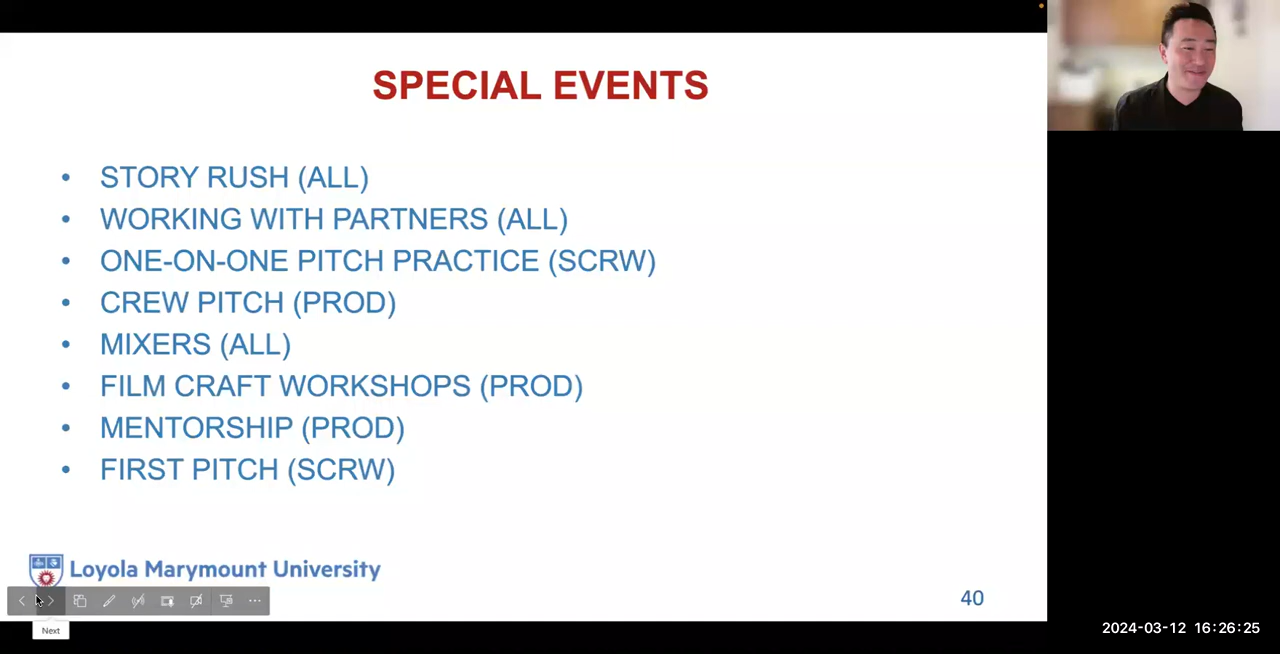 SPECIAL EVENTS
• STORY RUSH (ALL)
• WORKING WITH PARTNERS (ALL)
• ONE-ON-ONE PITCH PRACTICE (SCRW)
• CREW PITCH (PROD)
• MIXERS (ALL)
• FILM CRAFT WORKSHOPS (PROD)
• MENTORSHIP (PROD)
• FIRST PITCH (SCRW)
Loyola Marymount University
40
Next
2024-03-12 16:26:25